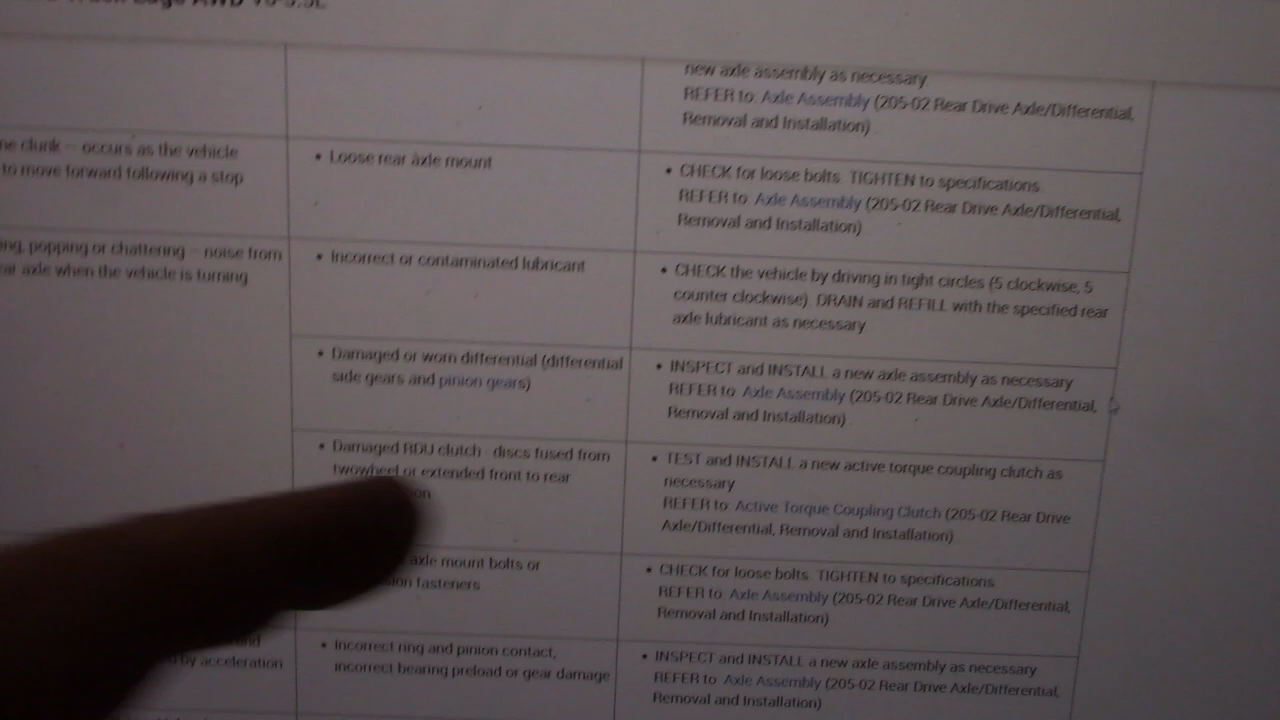 Edge AWD V6-3.5L
new axle assembly as necessary.
REFER to: Axle Assembly (205-02 Rear Drive Axle/Differential,
Removal and Installation)
clunk — occurs as the vehicle
to move forward following a stop
• Loose rear axle mount
• CHECK for loose bolts. TIGHTEN to specifications.
REFER to: Axle Assembly (205-02 Rear Drive Axle/Differential,
Removal and Installation)
popping or chattering — noise from
axle when the vehicle is turning
• Incorrect or contaminated lubricant
• CHECK the vehicle by driving in tight circles (5 clockwise, 5
counter clockwise). DRAIN and REFILL with the specified rear
axle lubricant as necessary.
• Damaged or worn differential (differential
side gears and pinion gears)
• INSPECT and INSTALL a new axle assembly as necessary.
REFER to: Axle Assembly (205-02 Rear Drive Axle/Differential,
Removal and Installation).
• Damaged RDU clutch - discs fused from
twowheel or extended front to rear
• TEST and INSTALL a new active torque coupling clutch as
necessary.
REFER to: Active Torque Coupling Clutch (205-02 Rear Drive
Axle/Differential, Removal and Installation)
axle mount bolts or
fasteners
• CHECK for loose bolts. TIGHTEN to specifications.
REFER to: Axle Assembly (205-02 Rear Drive Axle/Differential,
Removal and Installation)
by acceleration
• Incorrect ring and pinion contact,
incorrect bearing preload or gear damage
• INSPECT and INSTALL a new axle assembly as necessary.
REFER to: Axle Assembly (205-02 Rear Drive Axle/Differential,
Removal and Installation)